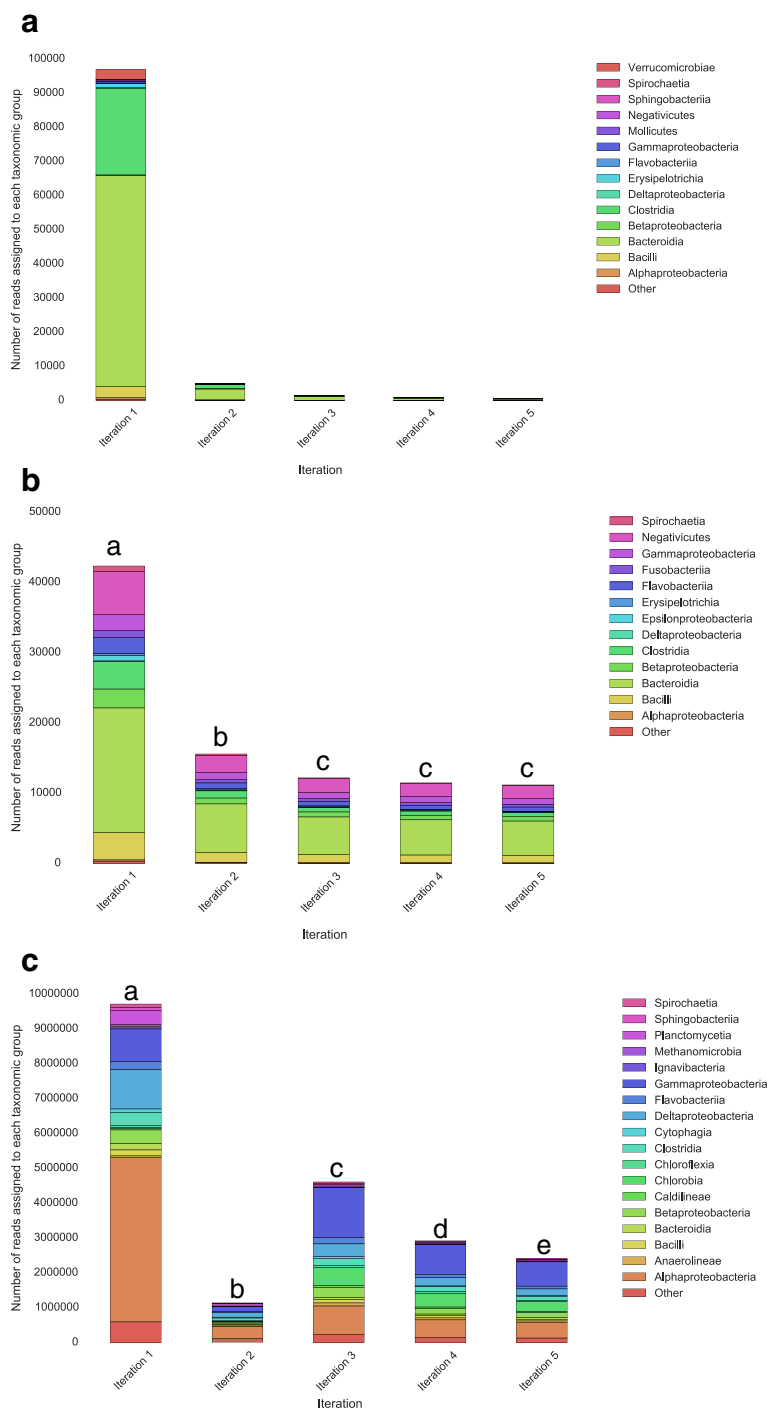 a
Number of reads assigned to each taxonomic group
100000
90000
80000
70000
60000
50000
40000
30000
20000
10000
0
Iteration 1
Iteration 2
Iteration 3
Iteration 4
Iteration 5
Iteration
Verrucomicrobiae
Spirochaetia
Sphingobacteriia
Negativicutes
Mollicutes
Gammaproteobacteria
Flavobacteriia
Erysipelotrichia
Deltaproteobacteria
Clostridia
Betaproteobacteria
Bacteroidia
Bacilli
Alphaproteobacteria
Other
b
Number of reads assigned to each taxonomic group
50000
40000
30000
20000
10000
0
a
b
c
c
c
Iteration 1
Iteration 2
Iteration 3
Iteration 4
Iteration 5
Iteration
Spirochaetia
Negativicutes
Gammaproteobacteria
Fusobacteriia
Flavobacteriia
Erysipelotrichia
Epsilonproteobacteria
Deltaproteobacteria
Clostridia
Betaproteobacteria
Bacteroidia
Bacilli
Alphaproteobacteria
Other
c
Number of reads assigned to each taxonomic group
10000000
9000000
8000000
7000000
6000000
5000000
4000000
3000000
2000000
1000000
0
a
b
c
d
e
Iteration 1
Iteration 2
Iteration 3
Iteration 4
Iteration 5
Iteration
Spirochaetia
Sphingobacteriia
Planctomycetia
Methanomicrobia
Ignavibacteria
Gammaproteobacteria
Flavobacteriia
Deltaproteobacteria
Cytophagia
Clostridia
Chloroflexia
Chlorobia
Caldilineae
Betaproteobacteria
Bacteroidia
Bacilli
Anaerolineae
Alphaproteobacteria
Other